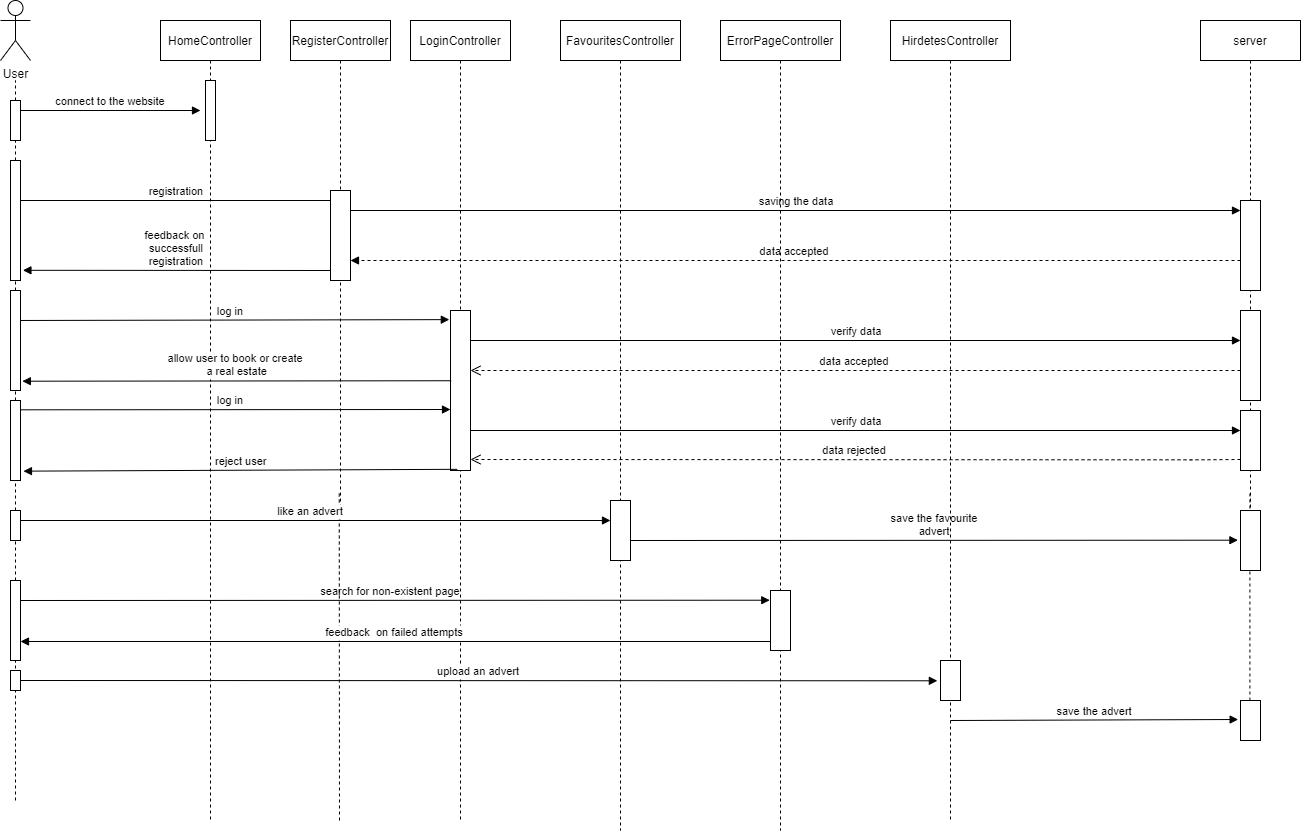 User
HomeController
RegisterController
LoginController
FavouritesController
ErrorPageController
HirdetesController
server
connect to the website
registration
saving the data
feedback on
successfull
registration
data accepted
log in
verify data
allow user to book or create
a real estate
data accepted
log in
verify data
reject user
data rejected
like an advert
save the favourite
advert
search for non-existent page
feedback  on failed attempts
upload an advert
save the advert